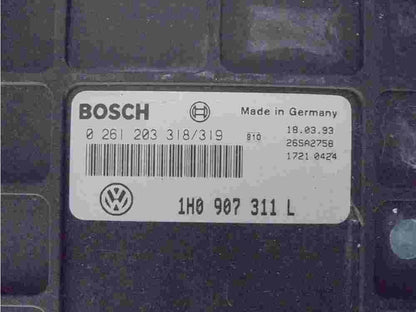 BOSCH Made in Germany
0 261 203 318/319 810 18.03.93
26SA2758
1721 0424
1H0 907 311 L